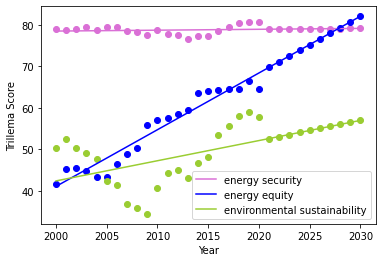 80
70
60
50
40
Trillema Score
2000 2005 2010 2015 2020 2025 2030
Year
energy security
energy equity
environmental sustainability